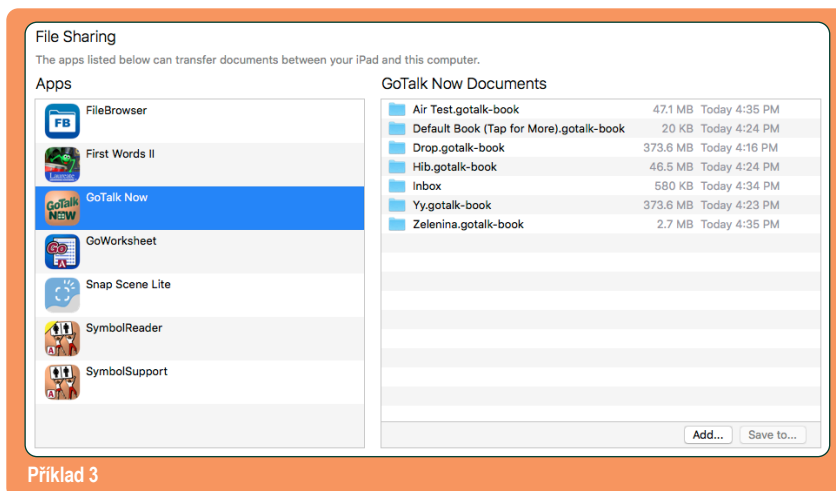 File Sharing
The apps listed below can transfer documents between your iPad and this computer.
Apps
FileBrowser
FB
First Words II
Laureate
GoTalk Now
GoTalk
NOW
GoWorksheet
Go
A
Snap Scene Lite
SymbolReader
A
SymbolSupport
A
GoTalk Now Documents
Air Test.gotalk-book 47.1 MB Today 4:35 PM
Default Book (Tap for More).gotalk-book 20 KB Today 4:24 PM
Drop.gotalk-book 373.6 MB Today 4:16 PM
Hib.gotalk-book 46.5 MB Today 4:24 PM
Inbox 580 KB Today 4:34 PM
Yy.gotalk-book 373.6 MB Today 4:23 PM
Zelenina.gotalk-book 2.7 MB Today 4:35 PM
Add... Save to...
Příklad 3